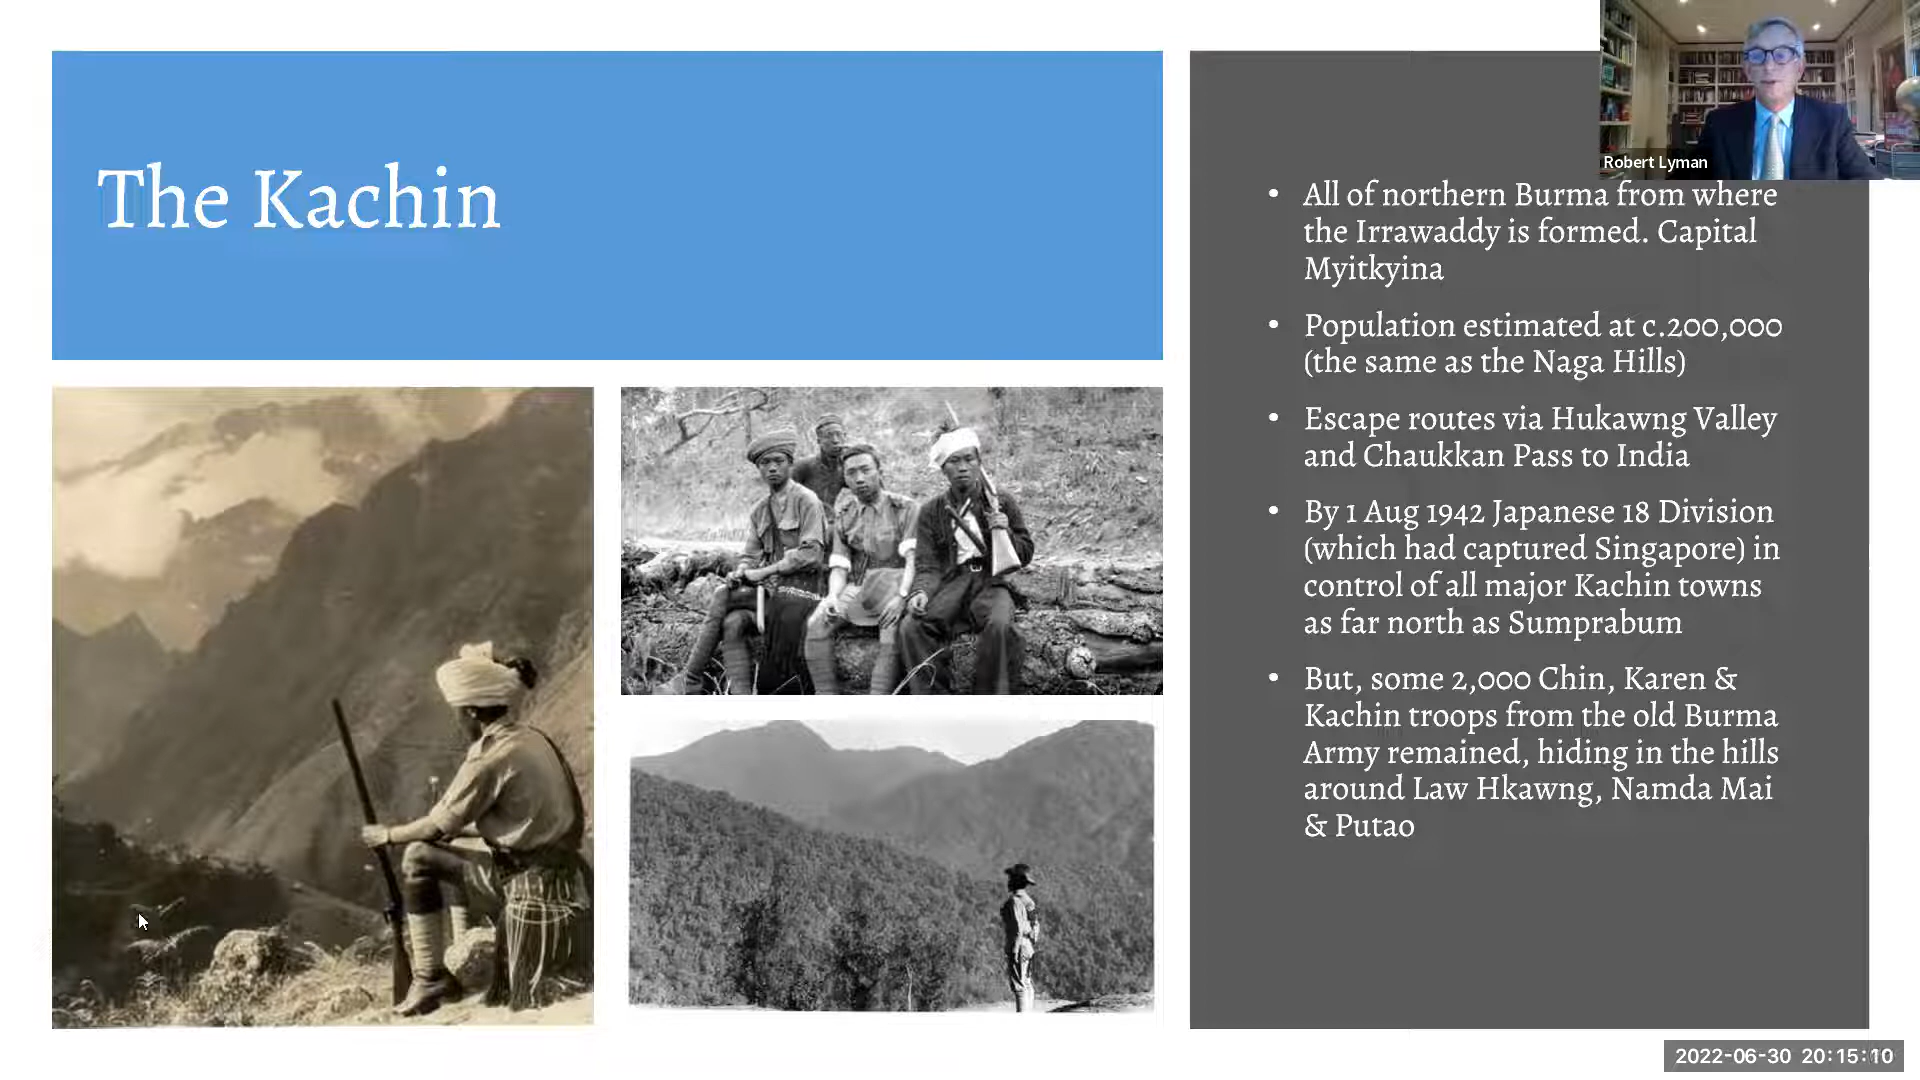 The Kachin
Robert Lyman
• All of northern Burma from where
the Irrawaddy is formed. Capital
Myitkyina
• Population estimated at c.200,000
(the same as the Naga Hills)
• Escape routes via Hukawng Valley
and Chaukkan Pass to India
• By 1 Aug 1942 Japanese 18 Division
(which had captured Singapore) in
control of all major Kachin towns
as far north as Sumprabum
• But, some 2,000 Chin, Karen &
Kachin troops from the old Burma
Army remained, hiding in the hills
around Law Hkawng, Namda Mai
& Putao
2022-06-30 20:15:10